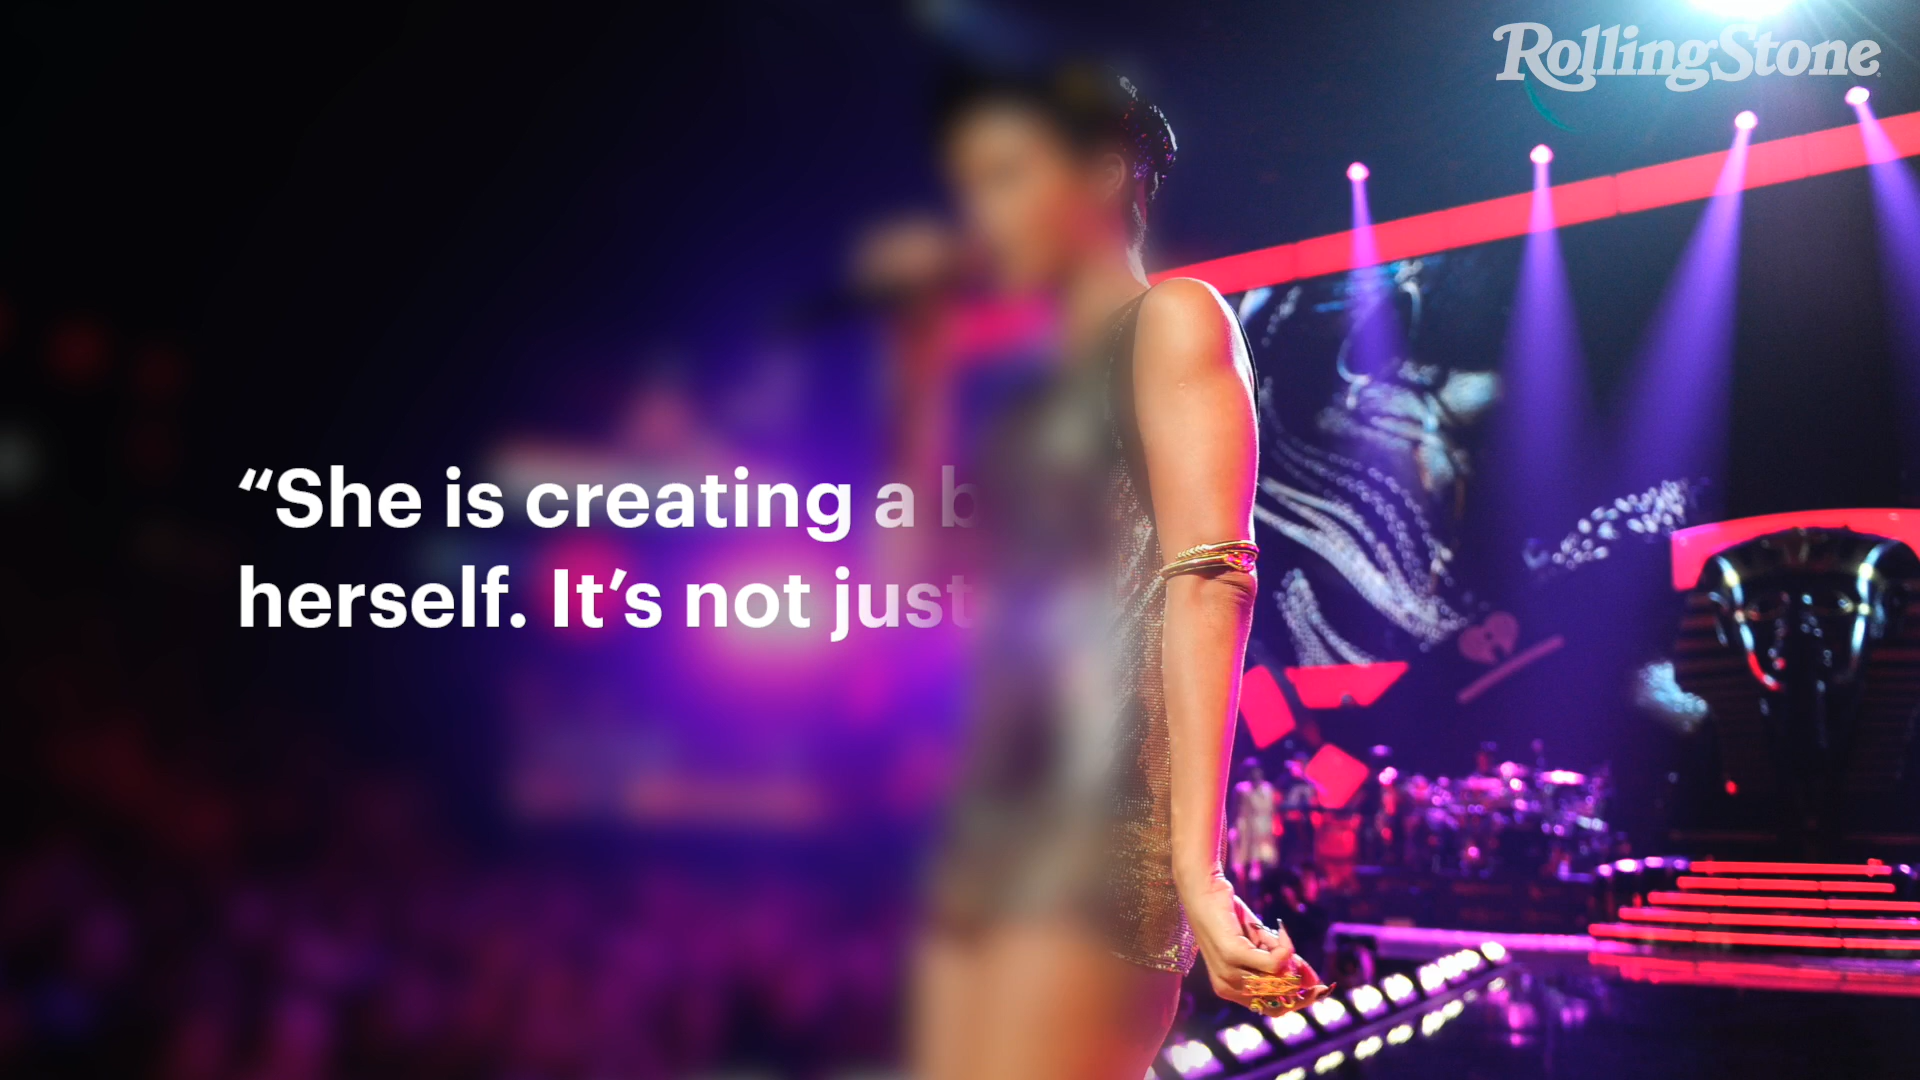 RollingStone
“She is creating a b
herself. It’s not just